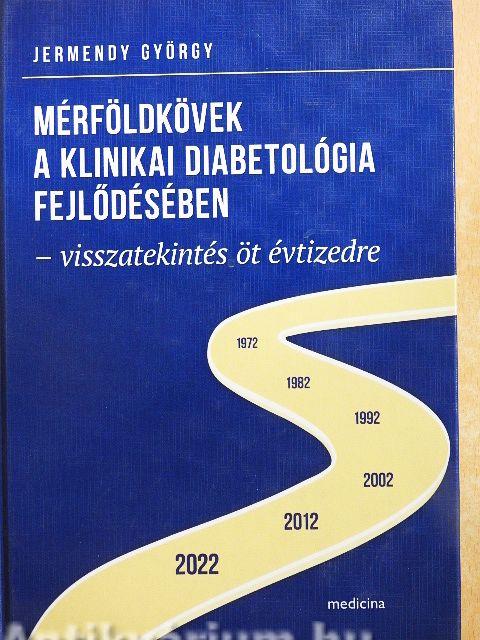 JERMENDY GYÖRGY
MÉRFÖLDKÖVEK
A KLINIKAI DIABETOLÓGIA
FEJLŐDÉSÉBEN
– visszatekintés öt évtizedre
1972
1982
1992
2002
2012
2022
medicina